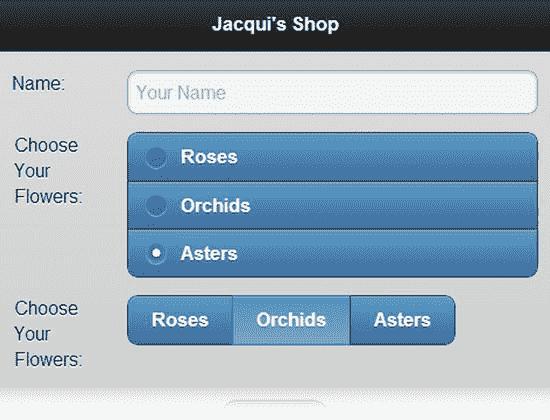 Jacqui's Shop
Name:
Your Name
Choose
Your
Flowers:
Roses
Orchids
Asters
Choose
Your
Flowers:
Roses Orchids Asters